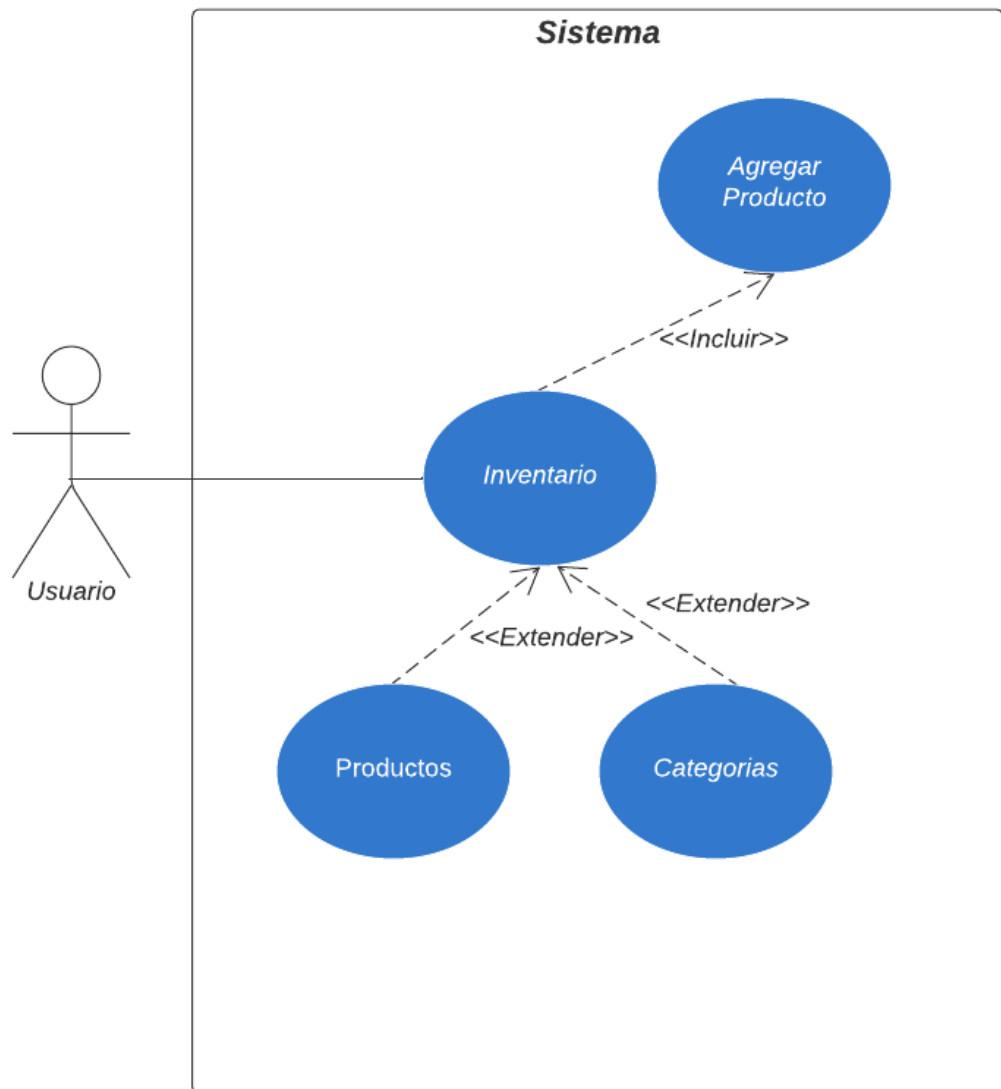 Sistema
Agregar
Producto
<<Incluir>>
Inventario
Usuario
<<Extender>>
<<Extender>>
Productos
Categorias